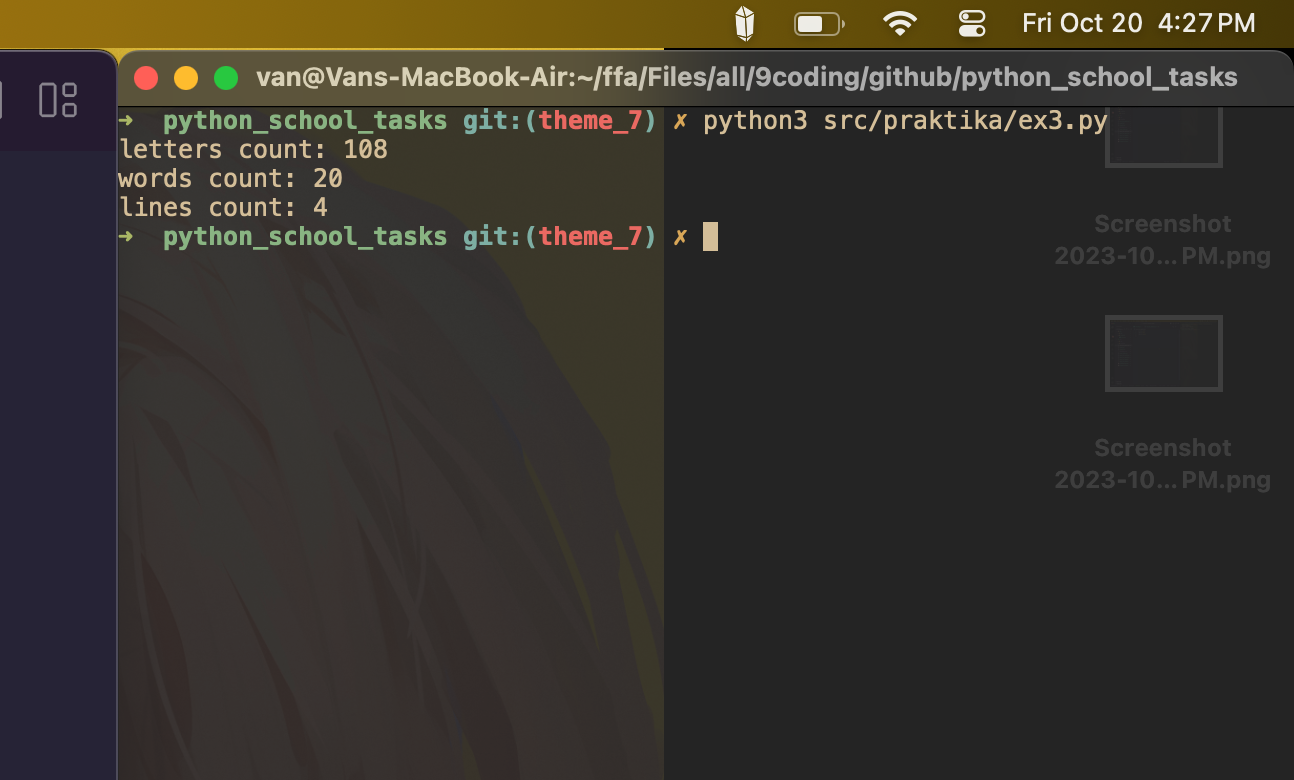 Fri Oct 20 4:27 PM
van@Vans-MacBook-Air:~/ffa/Files/all/9coding/github/python_school_tasks
➜ python_school_tasks git:(theme_7) ✗ python3 src/praktika/ex3.py
letters count: 108
words count: 20
lines count: 4
➜ python_school_tasks git:(theme_7) ✗
Screenshot
2023-10...PM.png
Screenshot
2023-10...PM.png